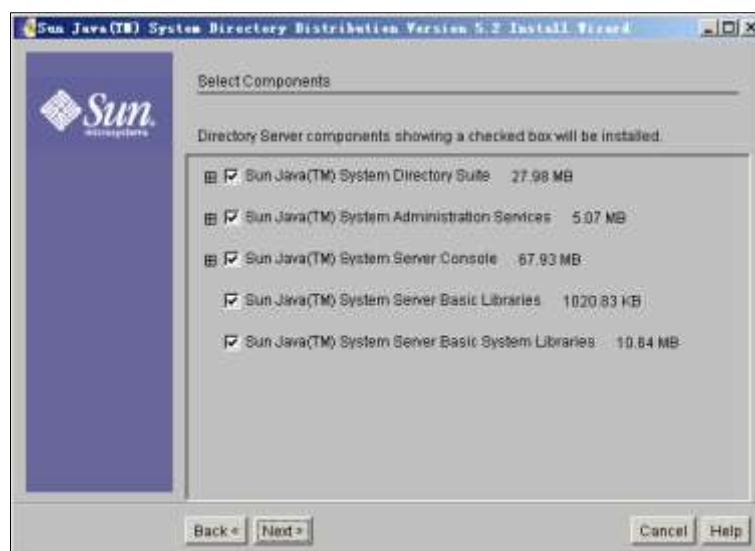 Sun Java(TM) System Directory Distribution Version 5.2 Install Wizard
Sun
microsystems
Select Components
Directory Server components showing a checked box will be installed.
Sun Java(TM) System Directory Suite 27.98 MB
Sun Java(TM) System Administration Services 5.07 MB
Sun Java(TM) System Server Console 67.93 MB
Sun Java(TM) System Server Basic Libraries 1020.83 KB
Sun Java(TM) System Server Basic System Libraries 10.64 MB
Back < Next > Cancel Help